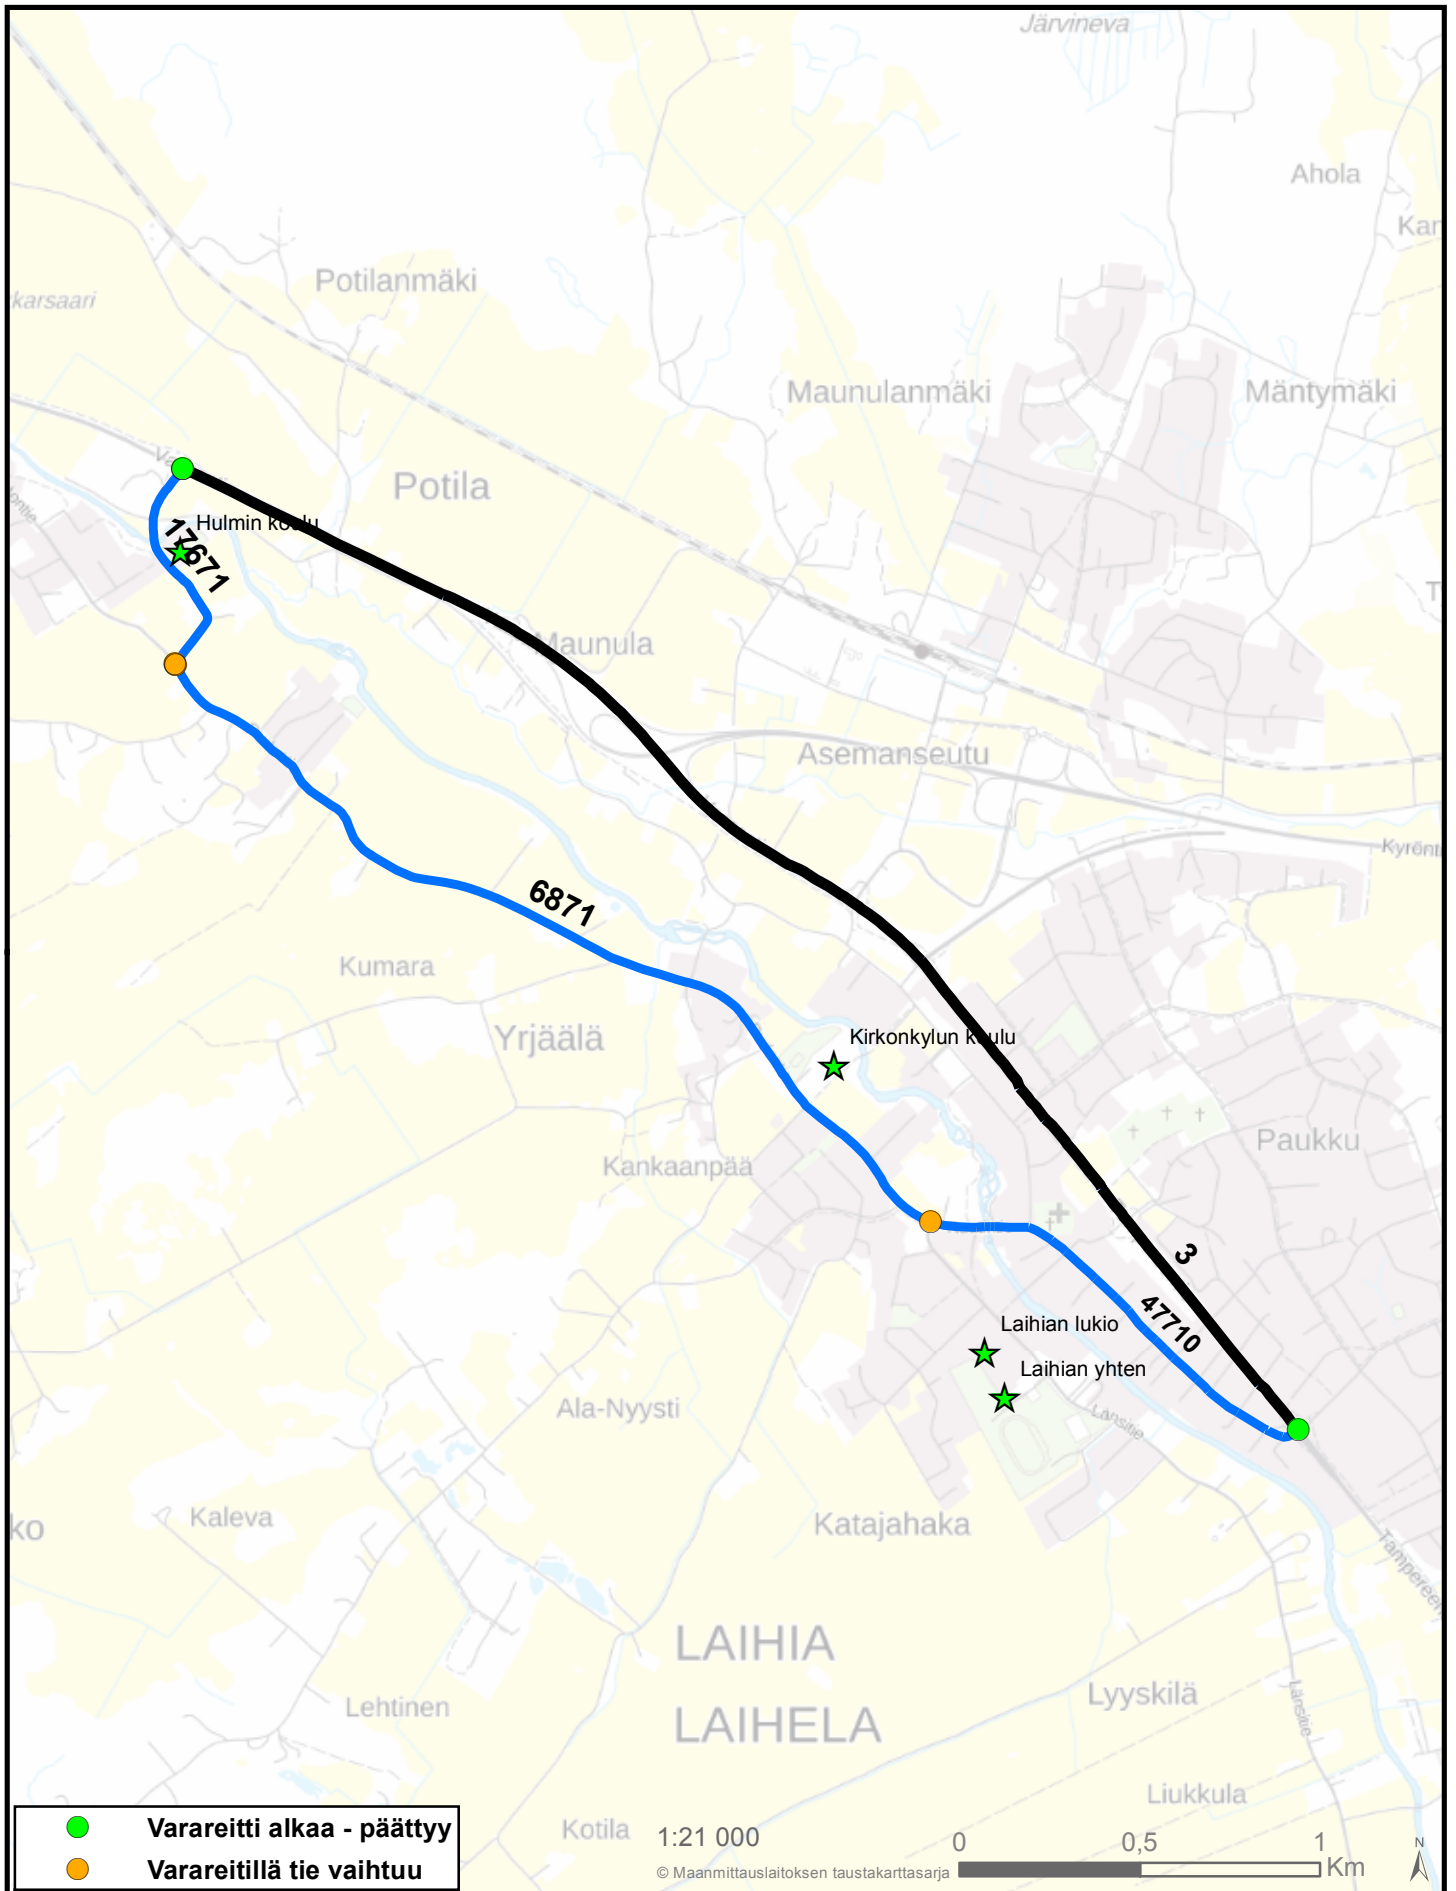 Järvineva
Ahola
Kar
Potilanmäki
karsaari
Maunulanmäki
Mäntymäki
Potila
Hulmin koulu
17671
Maunula
Asemanseutu
Kyrönt
6871
Kumara
Yrjäälä
Kirkonkylun koulu
Paukku
Kankaanpää
3
47710
Laihian lukio
Laihian yhten
Länsitie
Ala-Nyysti
Kaleva
ko
Katajahaka
Tampereen
LAIHIA
LAIHELA
Lehtinen
Lyyskilä
Länsitie
Liukkula
Kotila
Varareitti alkaa - päättyy
Varareitillä tie vaihtuu
1:21 000
© Maanmittauslaitoksen taustakarttasarja
0 0,5 1
Km
N